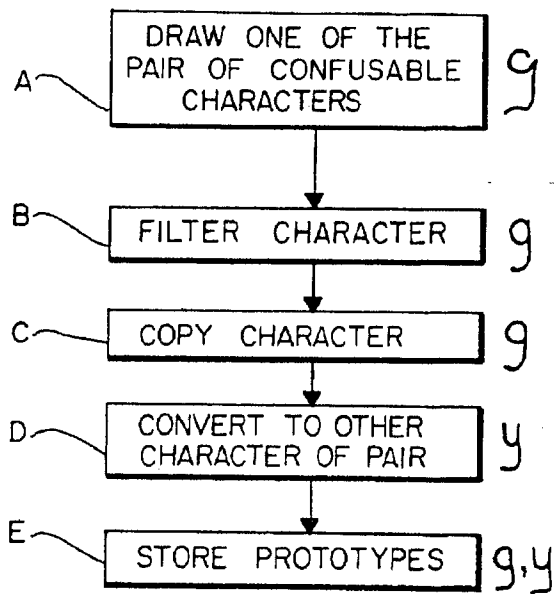 A
DRAW ONE OF THE
PAIR OF CONFUSABLE
CHARACTERS
g
B
FILTER CHARACTER
g
C
COPY CHARACTER
g
D
CONVERT TO OTHER
CHARACTER OF PAIR
y
E
STORE PROTOTYPES
g,y